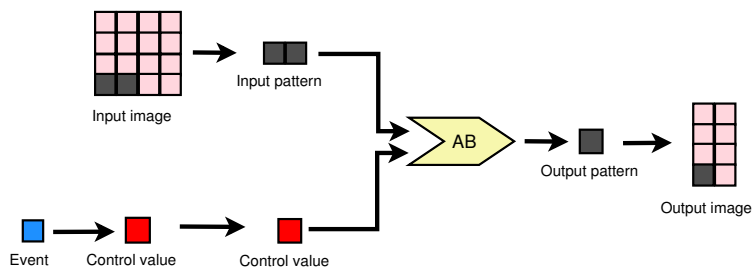 Input image
Input pattern
AB
Output pattern
Output image
Event
Control value
Control value